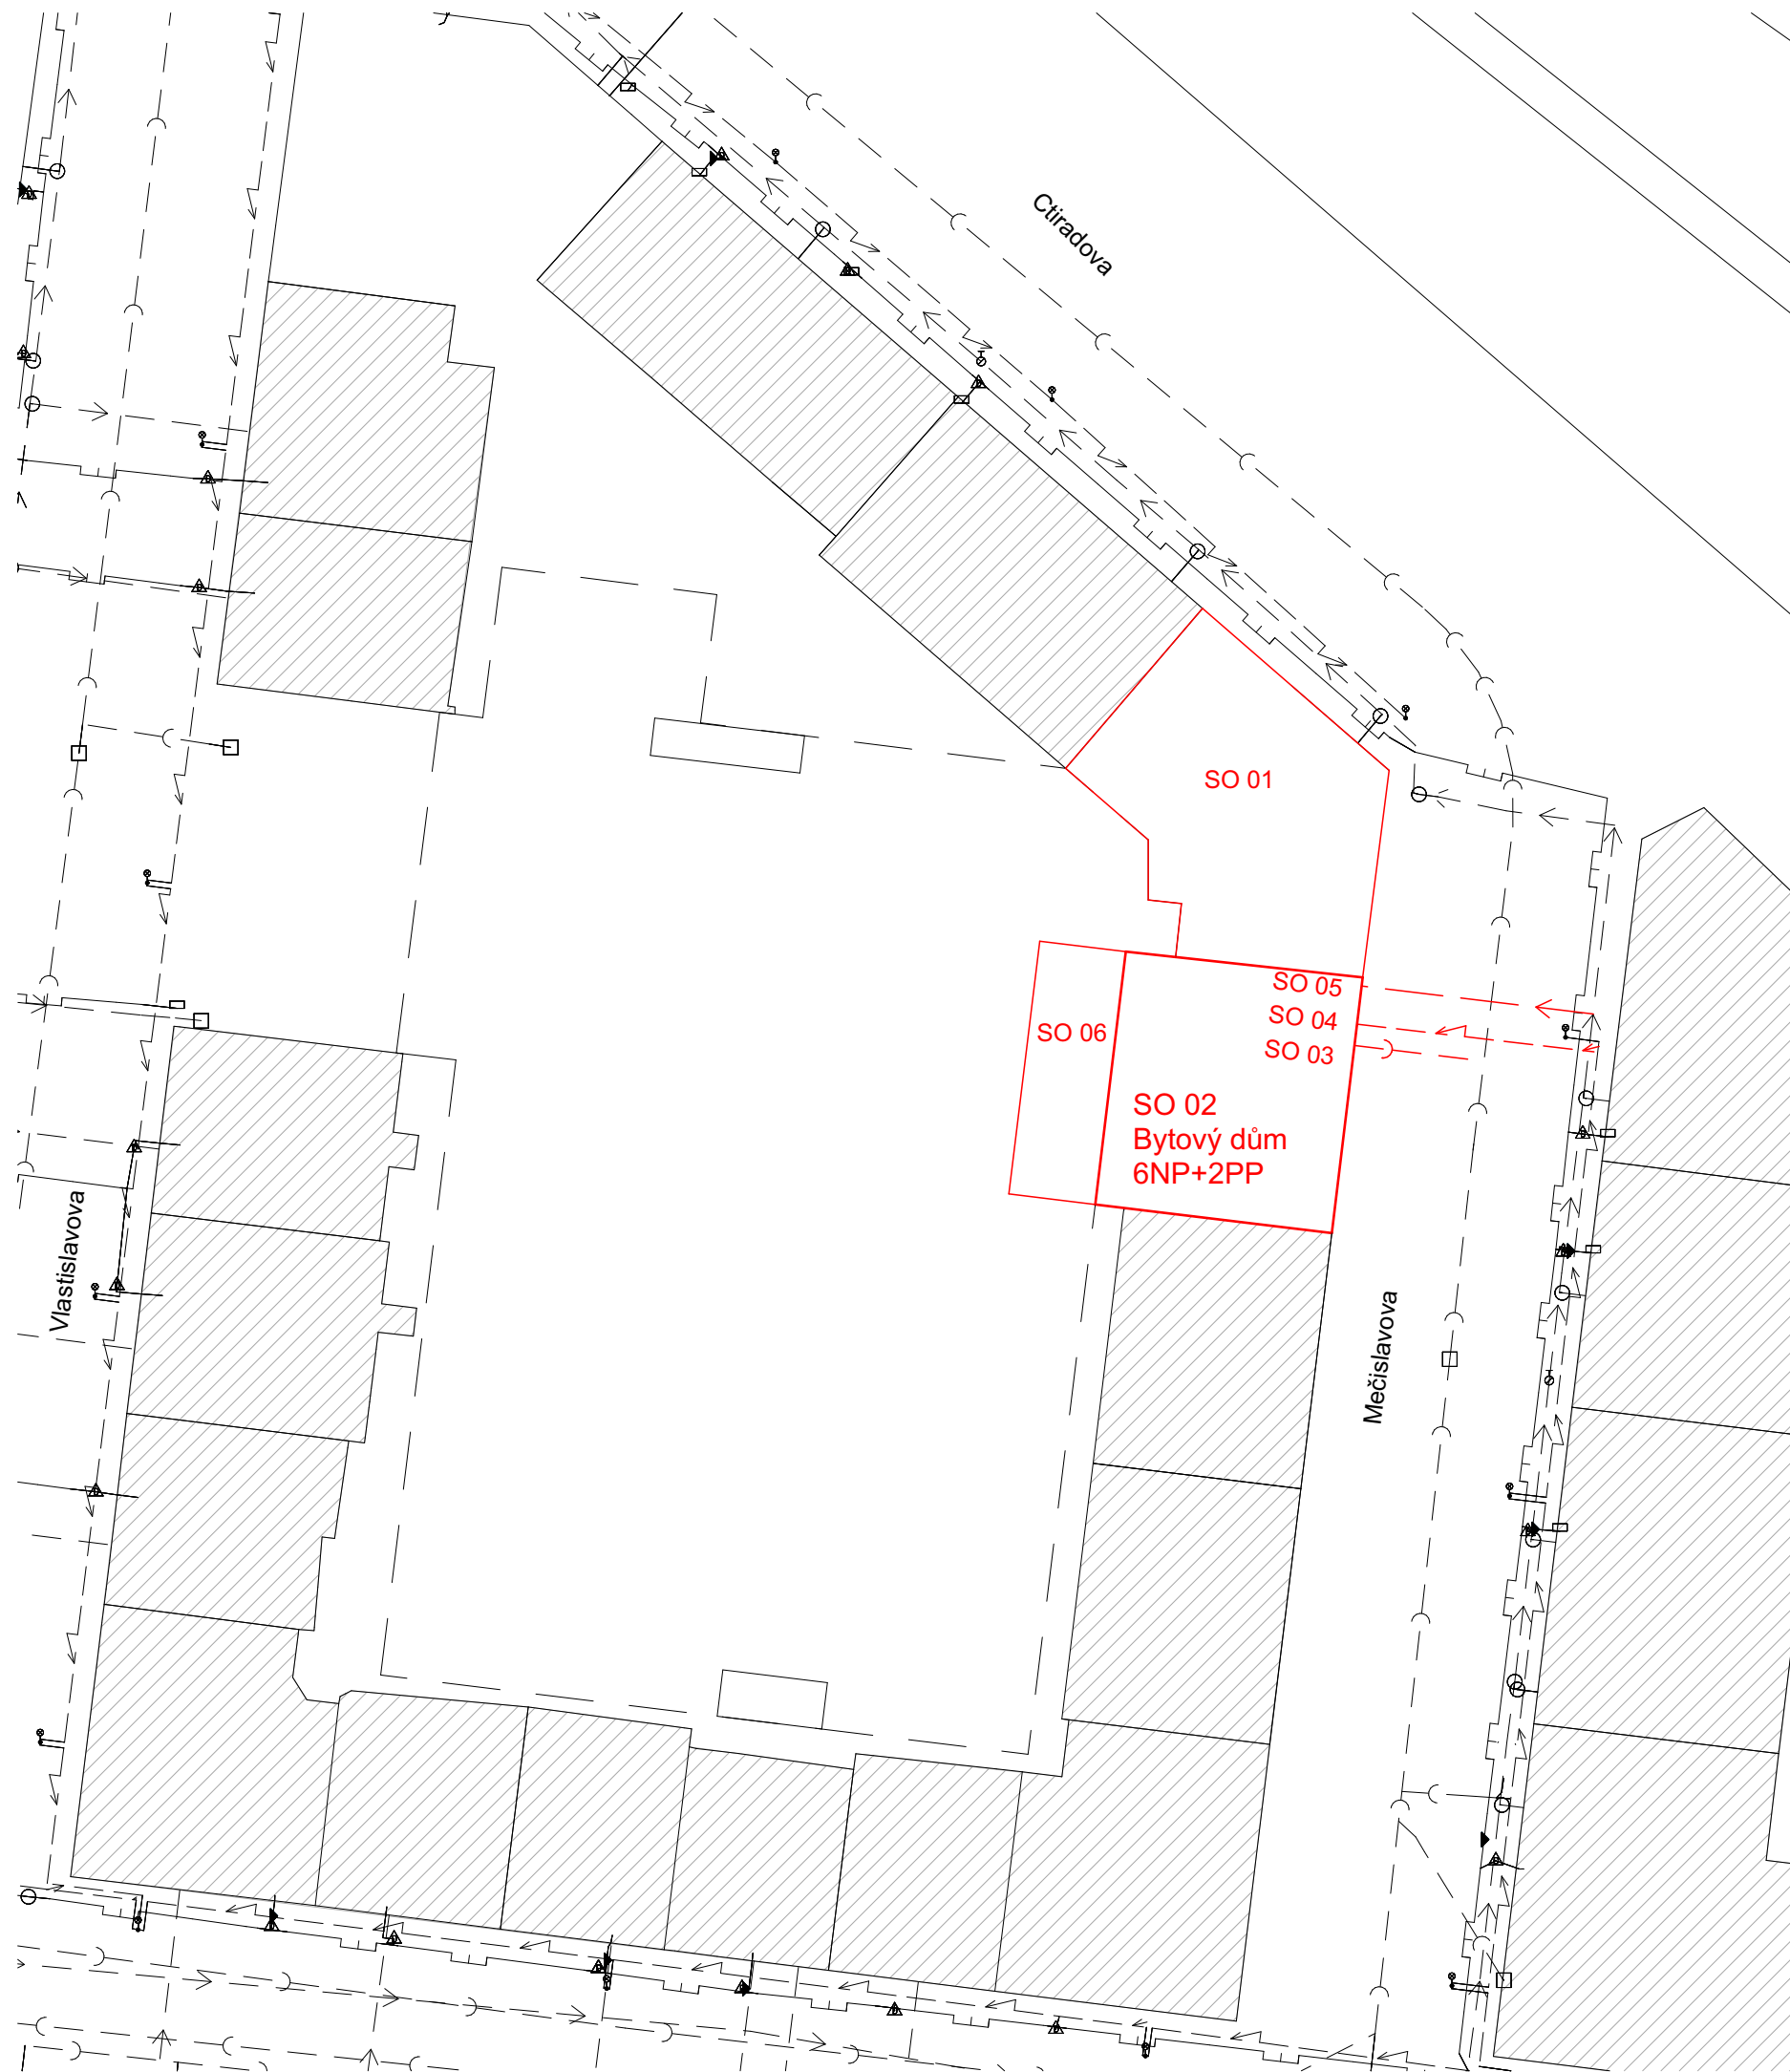 Ctiradova
SO 01
SO 05
SO 04
SO 06
SO 03
SO 02
Bytový dům
6NP+2PP
Vlastislavova
Mečislavova